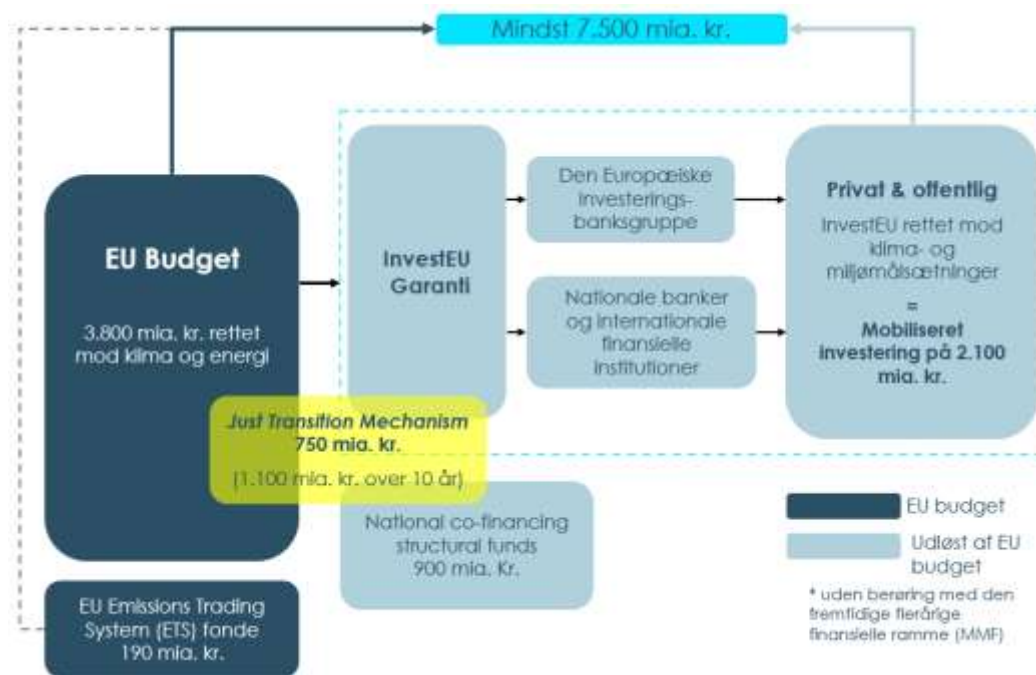 Mindst 7.500 mia. kr.
EU Budget
3.800 mia. kr. rettet
mod klima og energi
InvestEU
Garanti
Den Europæiske
Investerings-
banksgruppe
Nationale banker
og internationale
finansielle
institutioner
Privat & offentlig
InvestEU rettet mod
klima- og
miljømålsætninger
=
Mobiliseret
investering på 2.100
mia. kr.
Just Transition Mechanism
750 mia. kr.
(1.100 mia. kr. over 10 år)
National co-financing
structural funds
900 mia. Kr.
EU Emissions Trading
System (ETS) fonde
190 mia. kr.
EU budget
Udløst af EU
budget
* uden berøring med den
fremtidige flerårige
finansielle ramme (MMF)